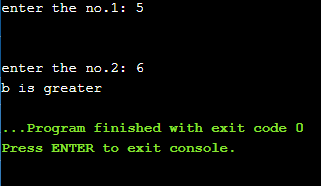 enter the no.1: 5
enter the no.2: 6
b is greater
...Program finished with exit code 0
Press ENTER to exit console.